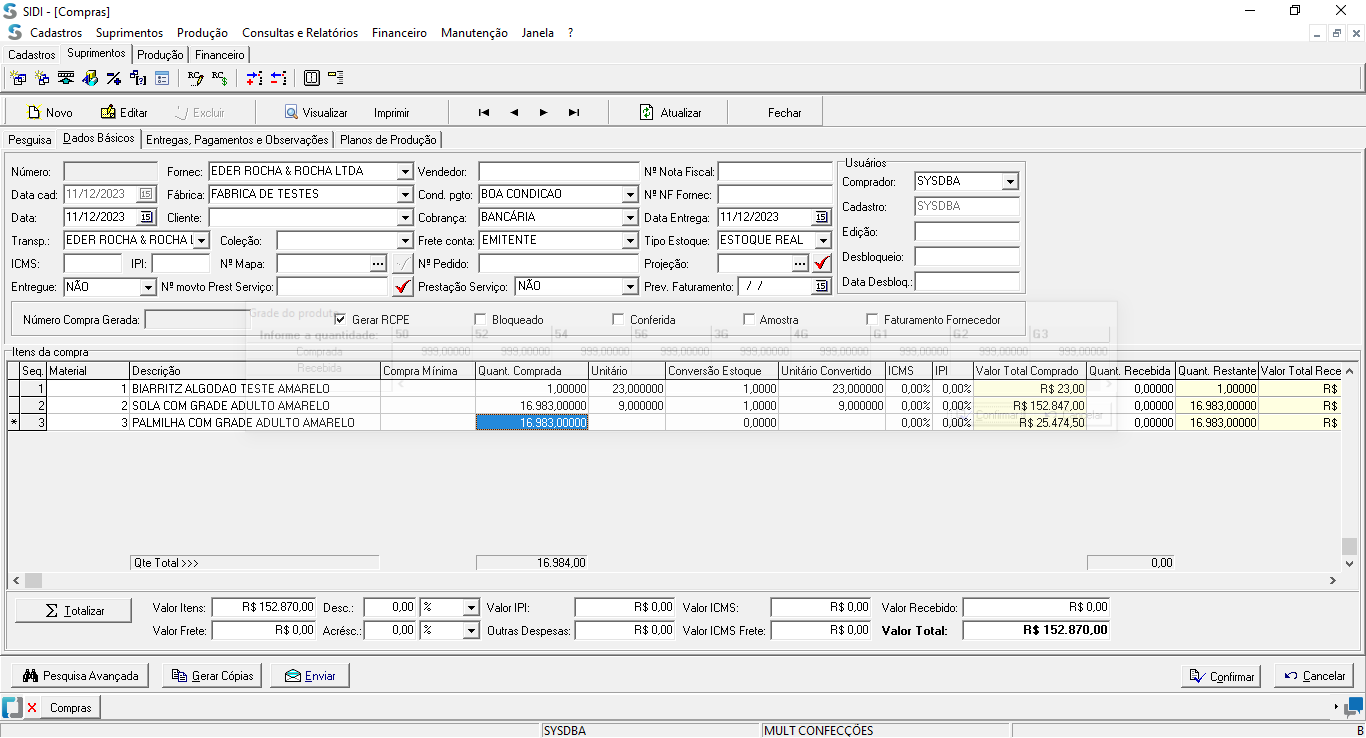 SIDI - [Compras]
Cadastros Suprimentos Produção Consultas e Relatórios Financeiro Manutenção Janela ?
Cadastros Suprimentos Produção Financeiro
Novo Editar Excluir Visualizar Imprimir Atualizar Fechar
Pesquisa Dados Básicos Entregas, Pagamentos e Observações Planos de Produção
Número: Fornec: EDER ROCHA & ROCHA LTDA Vendedor: Nº Nota Fiscal: Usuários
Data cad: 11/12/2023 15 Fábrica: FABRICA DE TESTES Cond. pgto: BOA CONDICAO Nº NF Fornec: Comprador: SYSDBA
Data: 11/12/2023 15 Cliente: Cobrança: BANCÁRIA Data Entrega: 11/12/2023 15 Cadastro: SYSDBA
Transp.: EDER ROCHA & ROCHA L Coleção: Frete conta: EMITENTE Tipo Estoque: ESTOQUE REAL Edição:
ICMS: IPI: Nº Mapa: ... Nº Pedido: Projeção: ... Desbloqueio:
Entregue: NÃO Nº movto Prest Serviço: Prestação Serviço: NÃO Prev. Faturamento: / / 15 Data Desbloq.:
Número Compra Gerada: Gerar RCPE Bloqueado Conferida Amostra Faturamento Fornecedor
Grade do produto
Informe a quantidade: 50 52 54 56 3G 4G G1 G2 G3
Comprada 999,00000 999,00000 999,00000 999,00000 999,00000 999,00000 999,00000 999,00000 999,00000
Recebida
Confirmar
Itens da compra
Seq. Material Descrição Compra Mínima Quant. Comprada Unitário Conversão Estoque Unitário Convertido ICMS IPI Valor Total Comprado Quant. Recebida Quant. Restante Valor Total Rece
1 1 BIARRITZ ALGODAO TESTE AMARELO 1,00000 23,000000 1,0000 23,000000 0,00% 0,00% R$ 23,00 0,00000 1,00000 R$
2 2 SOLA COM GRADE ADULTO AMARELO 16.983,00000 9,000000 1,0000 9,000000 0,00% 0,00% R$ 152.847,00 0,00000 16.983,00000 R$
* 3 3 PALMILHA COM GRADE ADULTO AMARELO 16.983,00000 0,0000 0,00% 0,00% R$ 25.474,50 0,00000 16.983,00000 R$
Qte Total >>> 16.984,00 0,00
Σ Totalizar Valor Itens: R$ 152.870,00 Desc.: 0,00 % Valor IPI: R$ 0,00 Valor ICMS: R$ 0,00 Valor Recebido: R$ 0,00
Valor Frete: R$ 0,00 Acrésc.: 0,00 % Outras Despesas: R$ 0,00 Valor ICMS Frete: R$ 0,00 Valor Total: R$ 152.870,00
Pesquisa Avançada Gerar Cópias Enviar Confirmar Cancelar
Compras
SYSDBA MULT CONFECÇÕES B